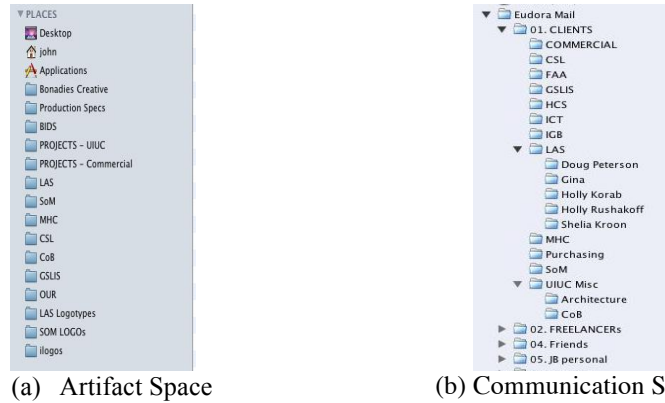 PLACES
Desktop
john
Applications
Bonadies Creative
Production Specs
BIDS
PROJECTS - UIUC
PROJECTS - Commercial
LAS
SoM
MHC
CSL
CoB
GSLIS
OUR
LAS Logotypes
SOM LOGOs
ilogos
(a) Artifact Space
Eudora Mail
01. CLIENTS
COMMERCIAL
CSL
FAA
GSLIS
HCS
ICT
IGB
LAS
Doug Peterson
Gina
Holly Korab
Holly Rushakoff
Shelia Kroon
MHC
Purchasing
SoM
UIUC Misc
Architecture
CoB
02. FREELANCERs
04. Friends
05. JB personal
(b) Communication S